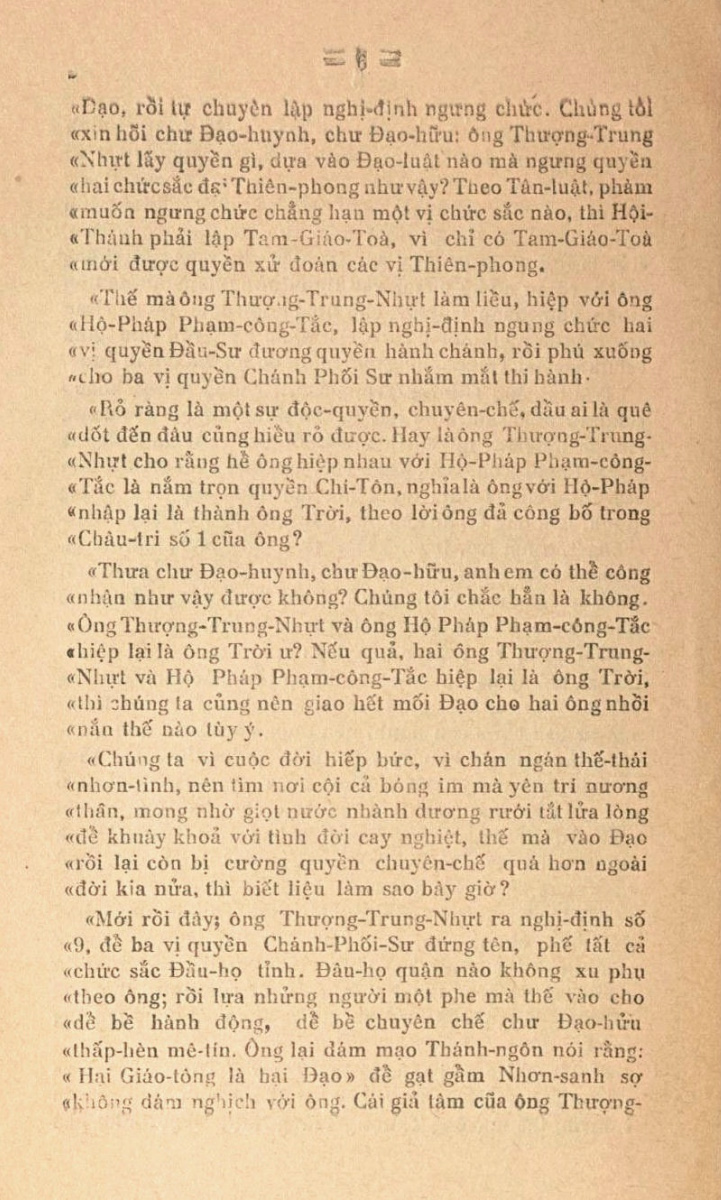 = 6 =
«Đạo, rồi tự chuyên lập nghị-định ngưng chức. Chúng tôi
«xin hỏi chư Đạo-huynh, chư Đạo-hữu: ông Thượng-Trung
«Nhựt lấy quyền gì, dựa vào Đạo-luật nào mà ngưng quyền
«hai chức sắc đã Thiên-phong như vậy? Theo Tân-luật, phàm
«muốn ngưng chức chẳng hạn một vị chức sắc nào, thì Hội-
«Thánh phải lập Tam-Giáo-Toà, vì chỉ có Tam-Giáo-Toà
«mới được quyền xử đoán các vị Thiên-phong.
«Thế mà ông Thượng-Trung-Nhựt làm liều, hiệp với ông
«Hộ-Pháp Phạm-công-Tắc, lập nghị-định ngung chức hai
«vị quyền Đầu-Sư đương quyền hành chánh, rồi phú xuống
«cho ba vị quyền Chánh Phối Sư nhắm mắt thi hành.
«Rỏ ràng là một sự độc-quyền, chuyên-chế, dầu ai là quê
«dốt đến đâu củng hiểu rỏ được. Hay là ông Thượng-Trung-
«Nhựt cho rằng hể ông hiệp nhau với Hộ-Pháp Phạm-công-
«Tắc là nắm trọn quyền Chí-Tôn, nghỉa là ông với Hộ-Pháp
«nhập lại là thành ông Trời, theo lời ông đả công bố trong
«Châu-tri số 1 cũa ông?
«Thưa chư Đạo-huynh, chư Đạo-hữu, anh em có thể công
«nhận như vậy được không? Chúng tôi chắc hẳn là không.
«Ông Thượng-Trung-Nhựt và ông Hộ Pháp Phạm-công-Tắc
«hiệp lại là ông Trời ư? Nếu quả, hai ông Thượng-Trung-
«Nhựt và Hộ Pháp Phạm-công-Tắc hiệp lại là ông Trời,
«thì chúng ta củng nên giao hết mối Đạo cho hai ông nhồi
«nắn thế nào tùy ý.
«Chúng ta vì cuộc đời hiếp bức, vì chán ngán thế-thái
«nhơn-tình, nên tìm nơi cội cả bóng im mà yên trí nương
«thân, mong nhờ giọt nước nhành dương rưới tắt lửa lòng
«để khuây khoả với tình đời cay nghiệt, thế mà vào Đạo
«rồi lại còn bị cường quyền chuyên-chế quá hơn ngoài
«đời kia nửa, thì biết liệu làm sao bây giờ?
«Mới rồi đây; ông Thượng-Trung-Nhựt ra nghị-định số
«9, để ba vị quyền Chánh-Phối-Sư đứng tên, phế tất cả
«chức sắc Đầu-họ tỉnh. Đâu-họ quận nào không xu phụ
«theo ông; rồi lựa nhửng người một phe mà thế vào cho
«dể bề hành động, dể bề chuyên chế chư Đạo-hửu
«thấp-hèn mê-tín. Ông lại dám mạo Thánh-ngôn nói rằng:
« Hai Giáo-tông là hai Đạo» để gạt gẩm Nhơn-sanh sợ
«không dám nghịch với ông. Cái giả tâm của ông Thượng-